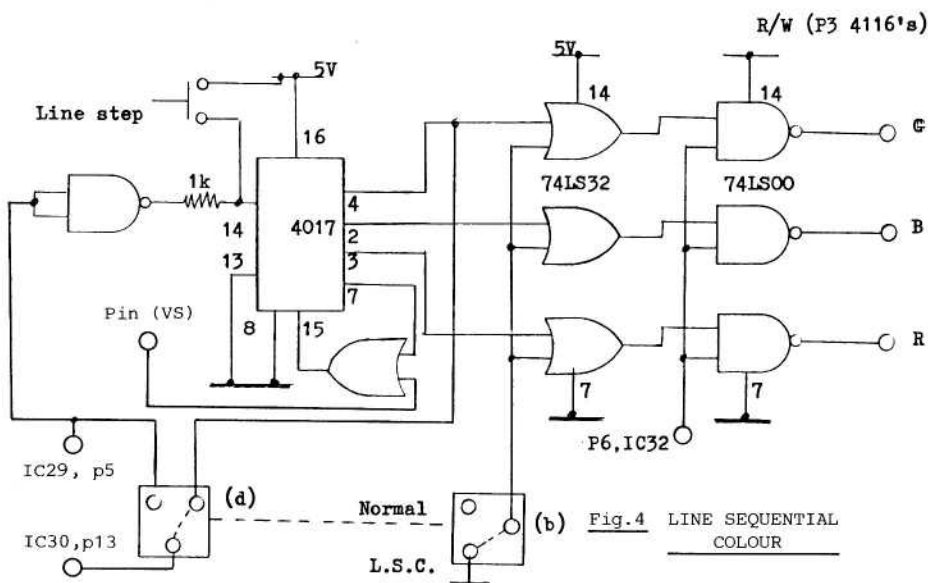 R/W (P3 4116's)
5V
5V
14
14
Line step
16
G
1k
74LS32
74LS00
4
14
4017
2
B
13
3
7
Pin (VS)
8
15
R
7
7
P6,IC32
IC29, p5
(d)
Normal
(b)
Fig.4 LINE SEQUENTIAL
COLOUR
IC30,p13
L.S.C.